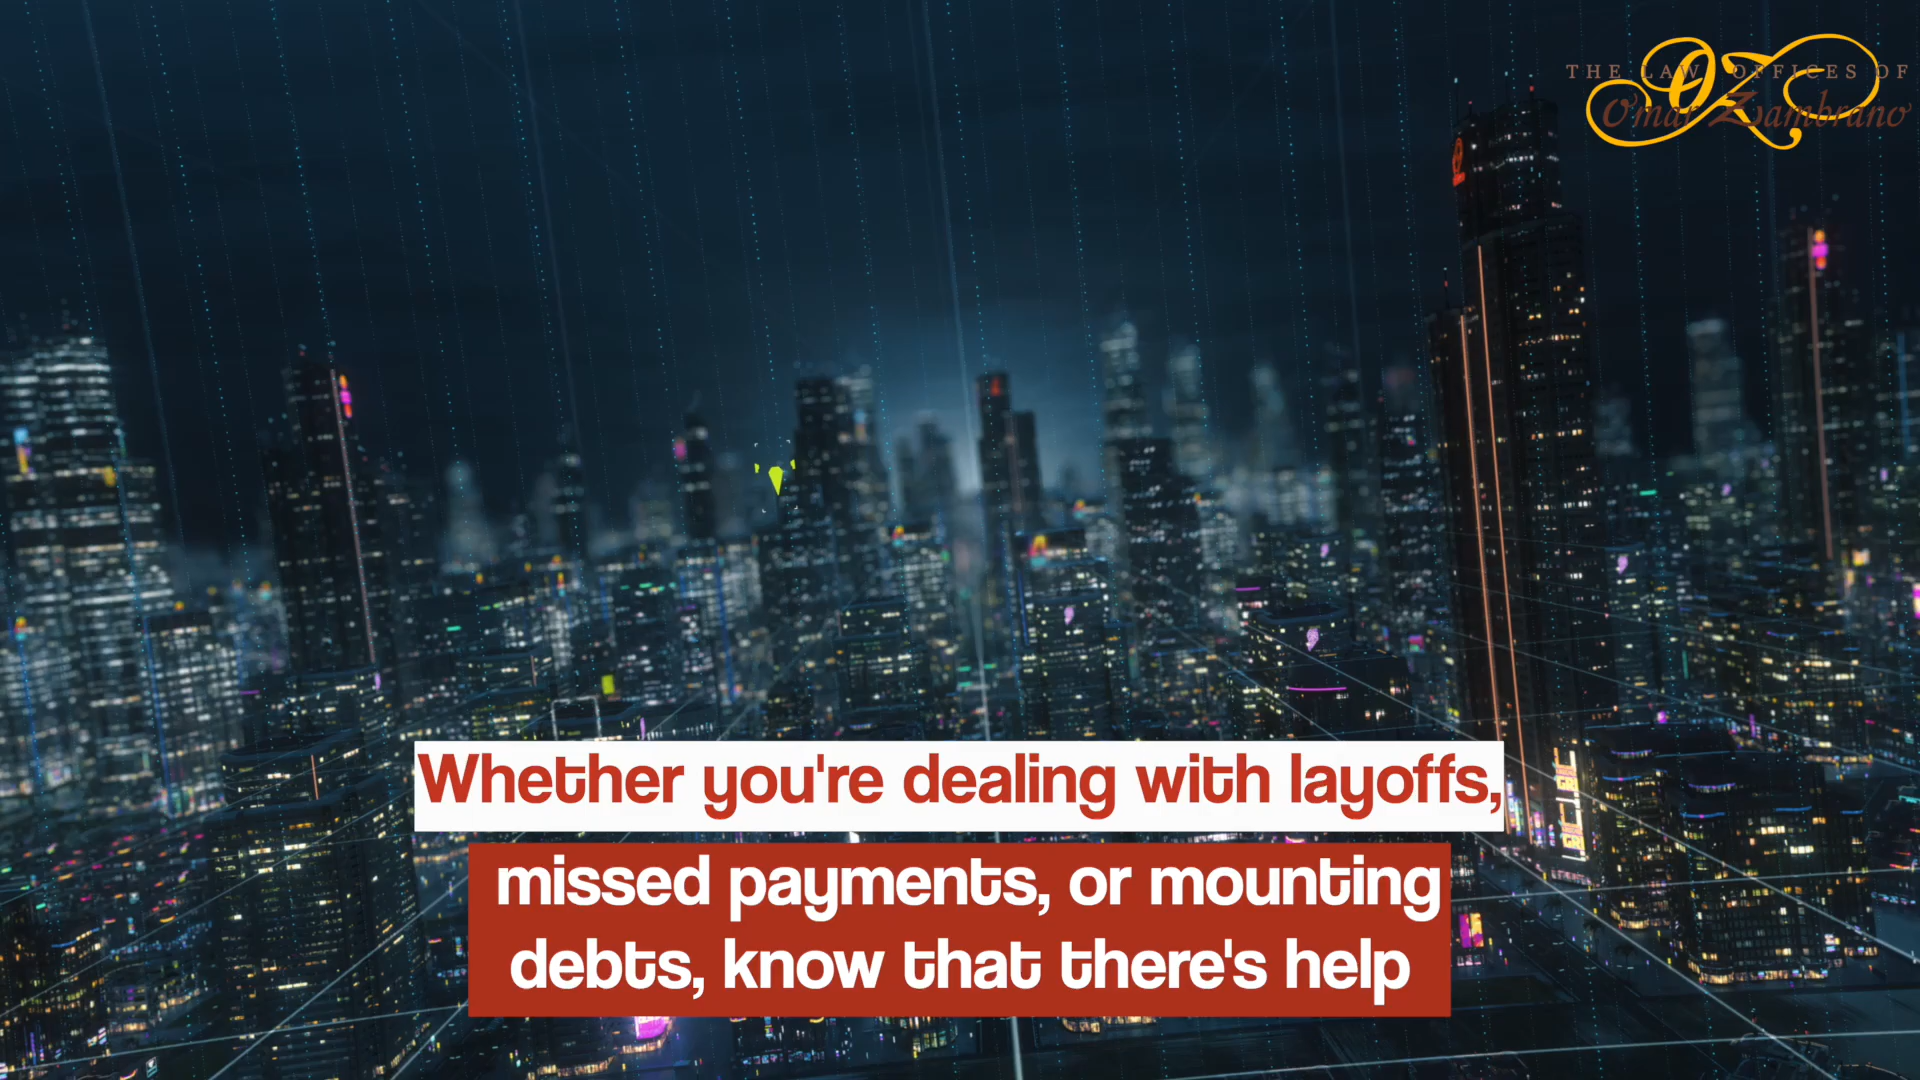 THE LAW OFFICES OF
OZ
Omar Zambrano
Whether you're dealing with layoffs,
missed payments, or mounting
debts, know that there's help